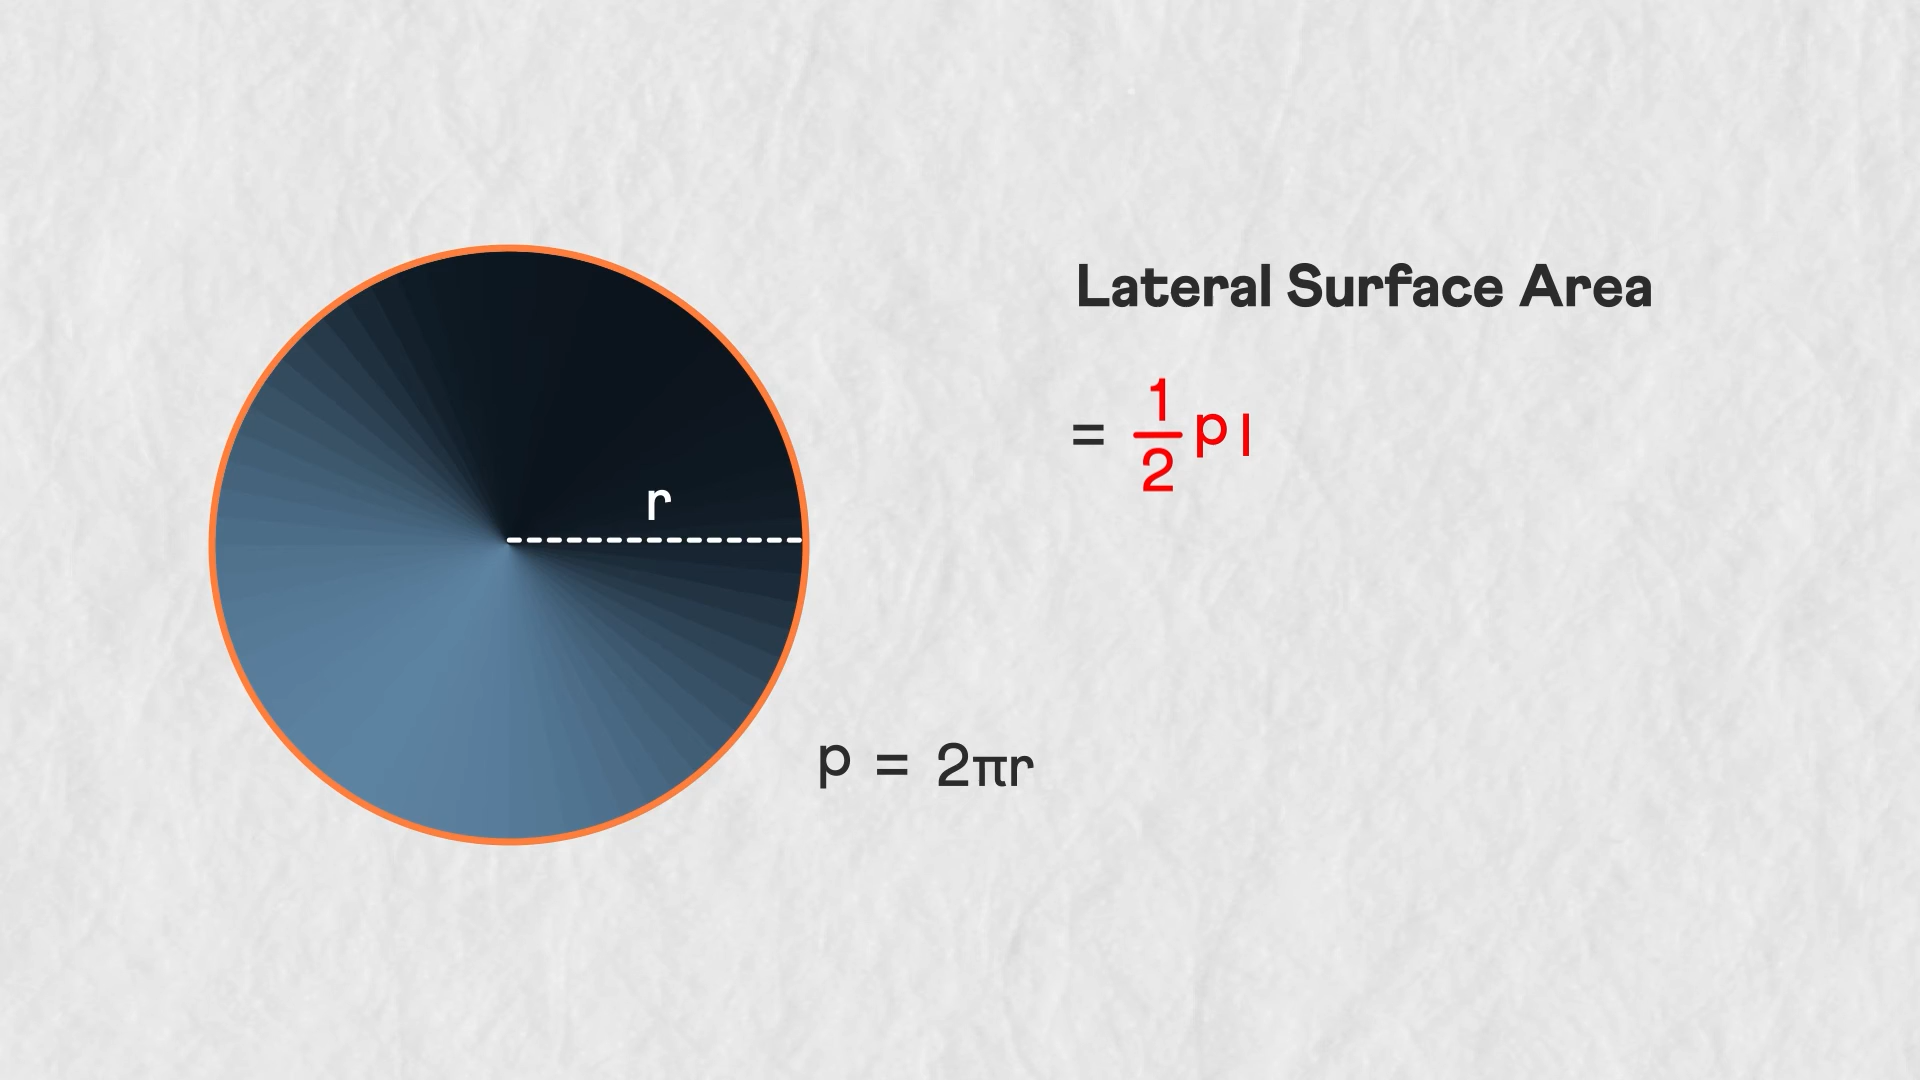 Lateral Surface Area
= 1/2 p l
r
p = 2πr